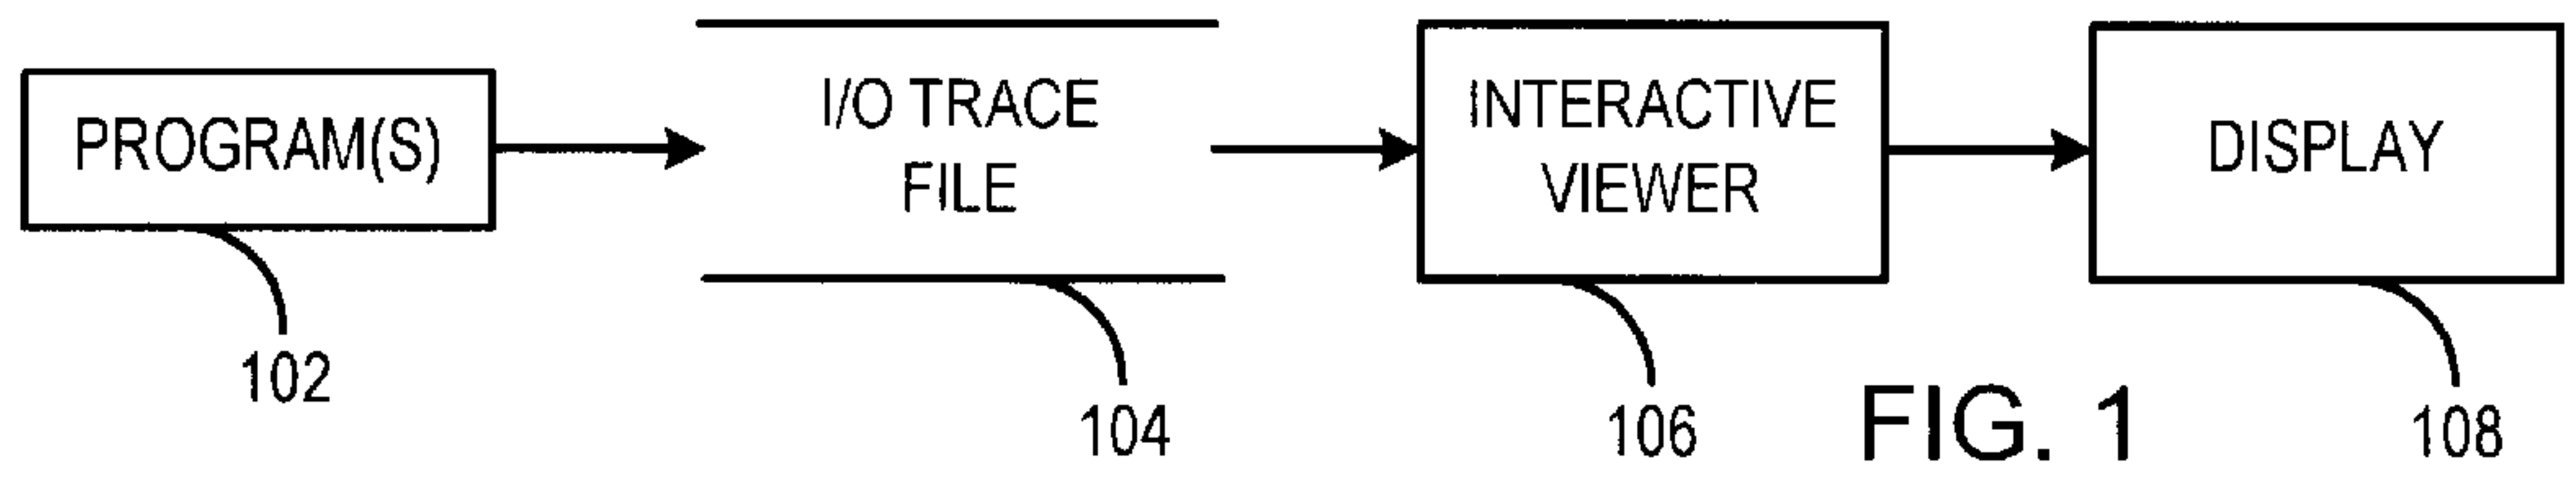 PROGRAM(S)
I/O TRACE
FILE
INTERACTIVE
VIEWER
DISPLAY
102
104
106
108
FIG. 1